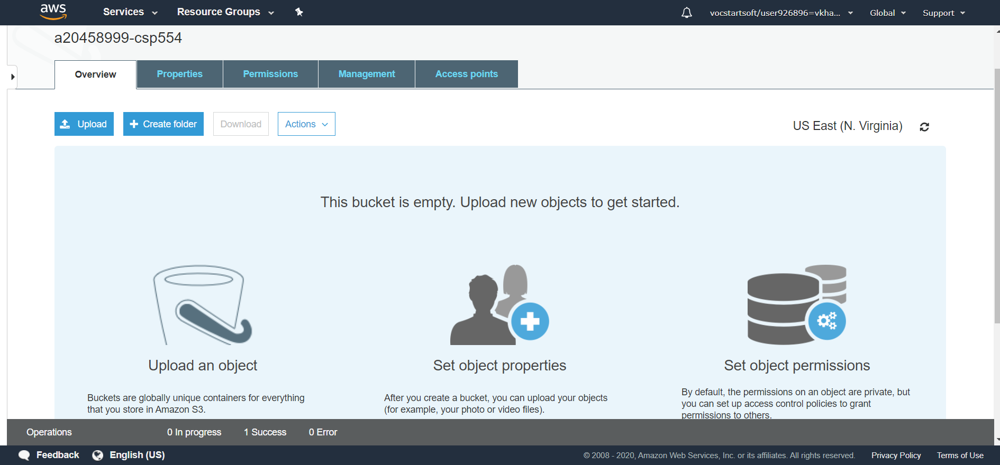 aws Services Resource Groups vocstartsoft/user926896=vkha... Global Support
a20458999-csp554
Overview Properties Permissions Management Access points
Upload Create folder Download Actions US East (N. Virginia)
This bucket is empty. Upload new objects to get started.
Upload an object
Buckets are globally unique containers for everything
that you store in Amazon S3.
Set object properties
After you create a bucket, you can upload your objects
(for example, your photo or video files).
Set object permissions
By default, the permissions on an object are private, but
you can set up access control policies to grant
permissions to others.
Operations 0 In progress 1 Success 0 Error
Feedback English (US) © 2008 - 2020, Amazon Web Services, Inc. or its affiliates. All rights reserved. Privacy Policy Terms of Use